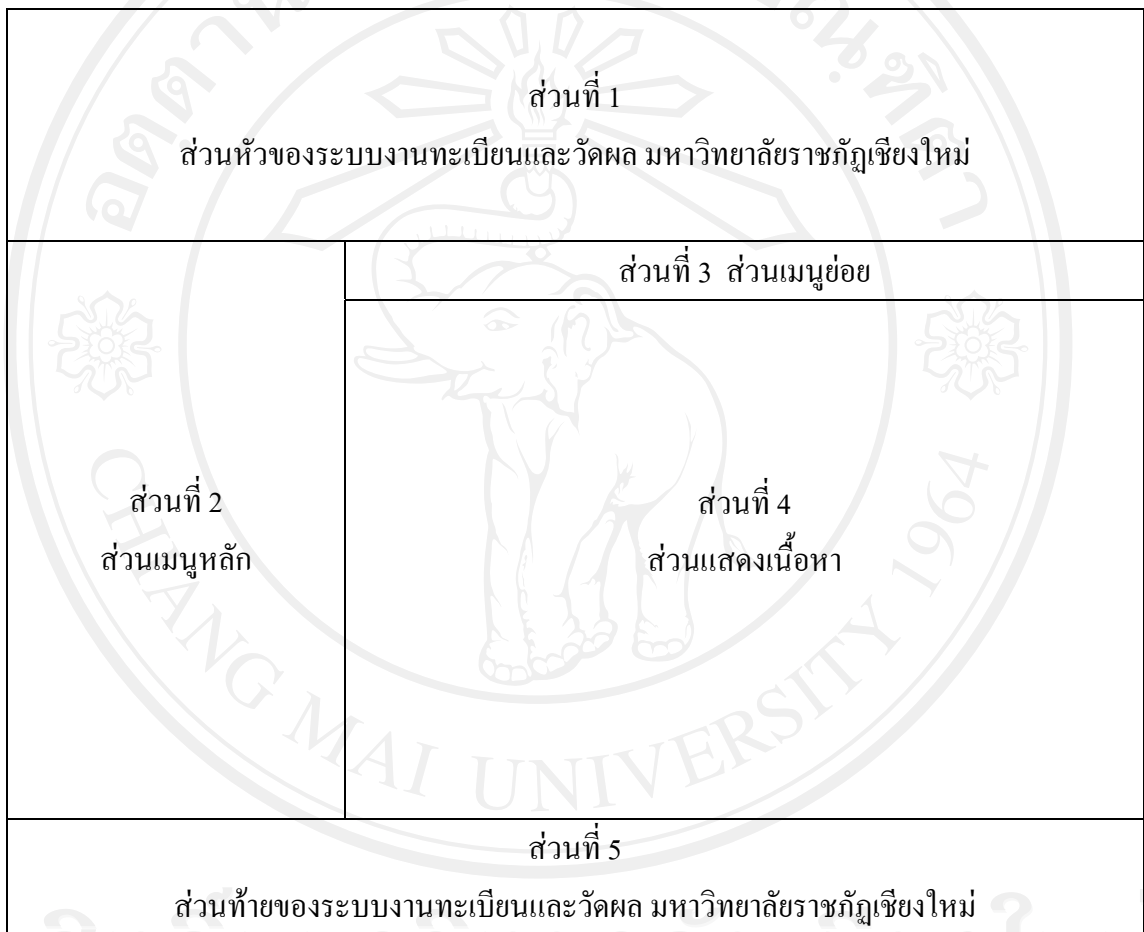 ส่วนที่ 1
ส่วนหัวของระบบงานทะเบียนและวัดผล มหาวิทยาลัยราชภัฏเชียงใหม่
ส่วนที่ 3 ส่วนเมนูย่อย
ส่วนที่ 2
ส่วนเมนูหลัก
ส่วนที่ 4
ส่วนแสดงเนื้อหา
CHIANG MAI UNIVERSITY 1964
ส่วนที่ 5
ส่วนท้ายของระบบงานทะเบียนและวัดผล มหาวิทยาลัยราชภัฏเชียงใหม่